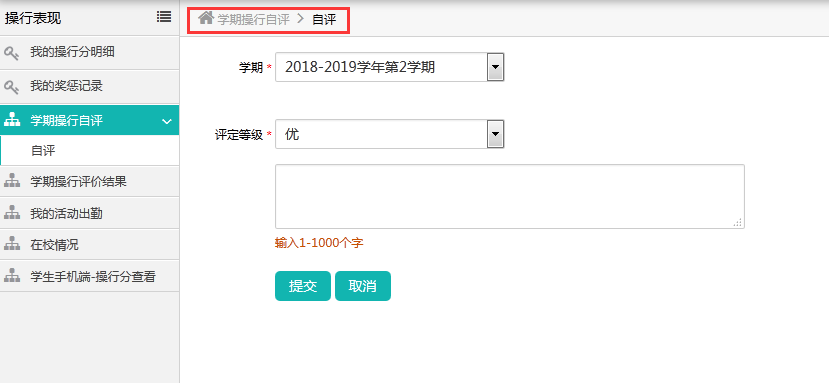 操行表现
我的操行分明细
我的奖惩记录
学期操行自评
自评
学期操行评价结果
我的活动出勤
在校情况
学生手机端-操行分查看
学期操行自评 > 自评
学期 * 2018-2019学年第2学期
评定等级 * 优
输入1-1000个字
提交 取消